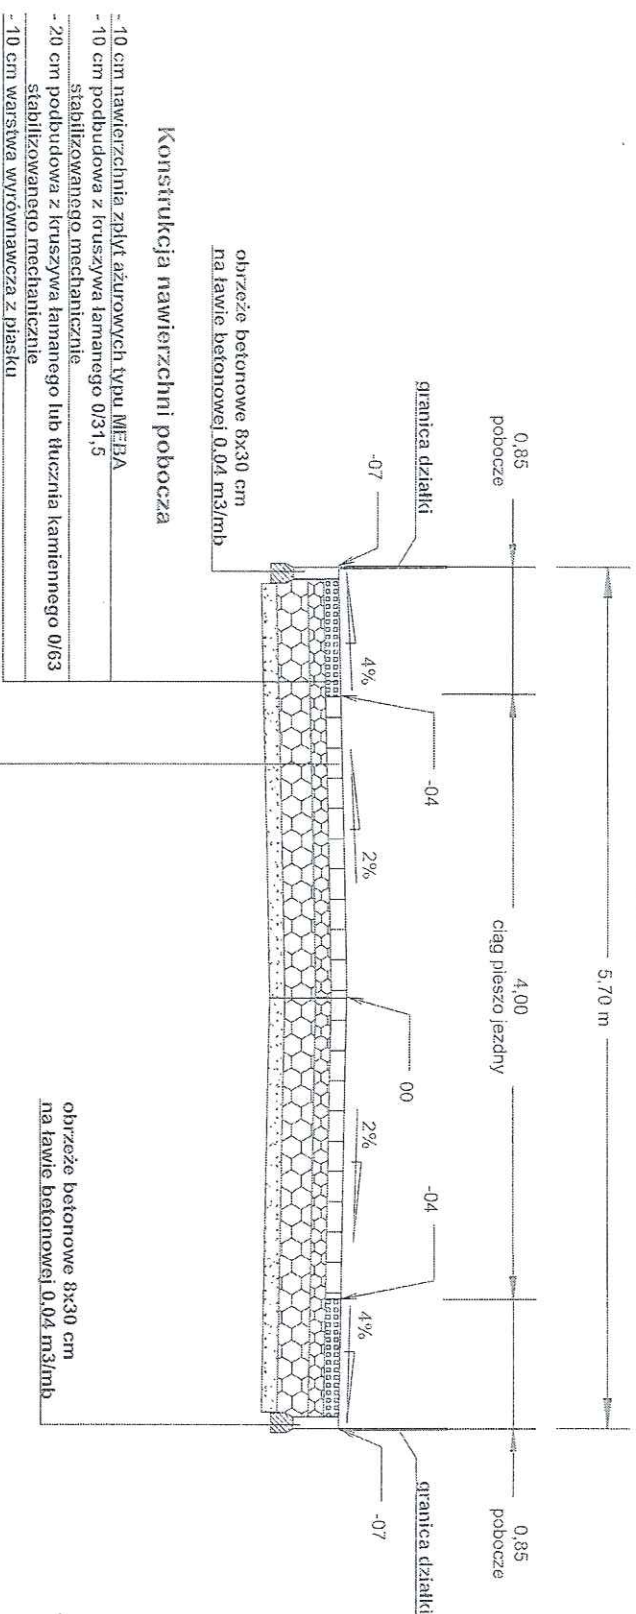 5,70 m
0,85
pobocze
4,00
ciąg pieszo jezdny
0,85
pobocze
granica działki
granica działki
-07
-04
00
-04
-07
4%
2%
2%
4%
obrzeże betonowe 8x30 cm
na ławie betonowej 0,04 m3/mb
obrzeże betonowe 8x30 cm
na ławie betonowej 0,04 m3/mb
Konstrukcja nawierzchni pobocza
- 10 cm nawierzchnia zpłyt ażurowych typu MEBA
- 10 cm podbudowa z kruszywa łamanego 0/31,5
stabilizowanego mechanicznie
- 20 cm podbudowa z kruszywa łamanego lub tłucznia kamiennego 0/63
stabilizowanego mechanicznie
- 10 cm warstwa wyrównawcza z piasku